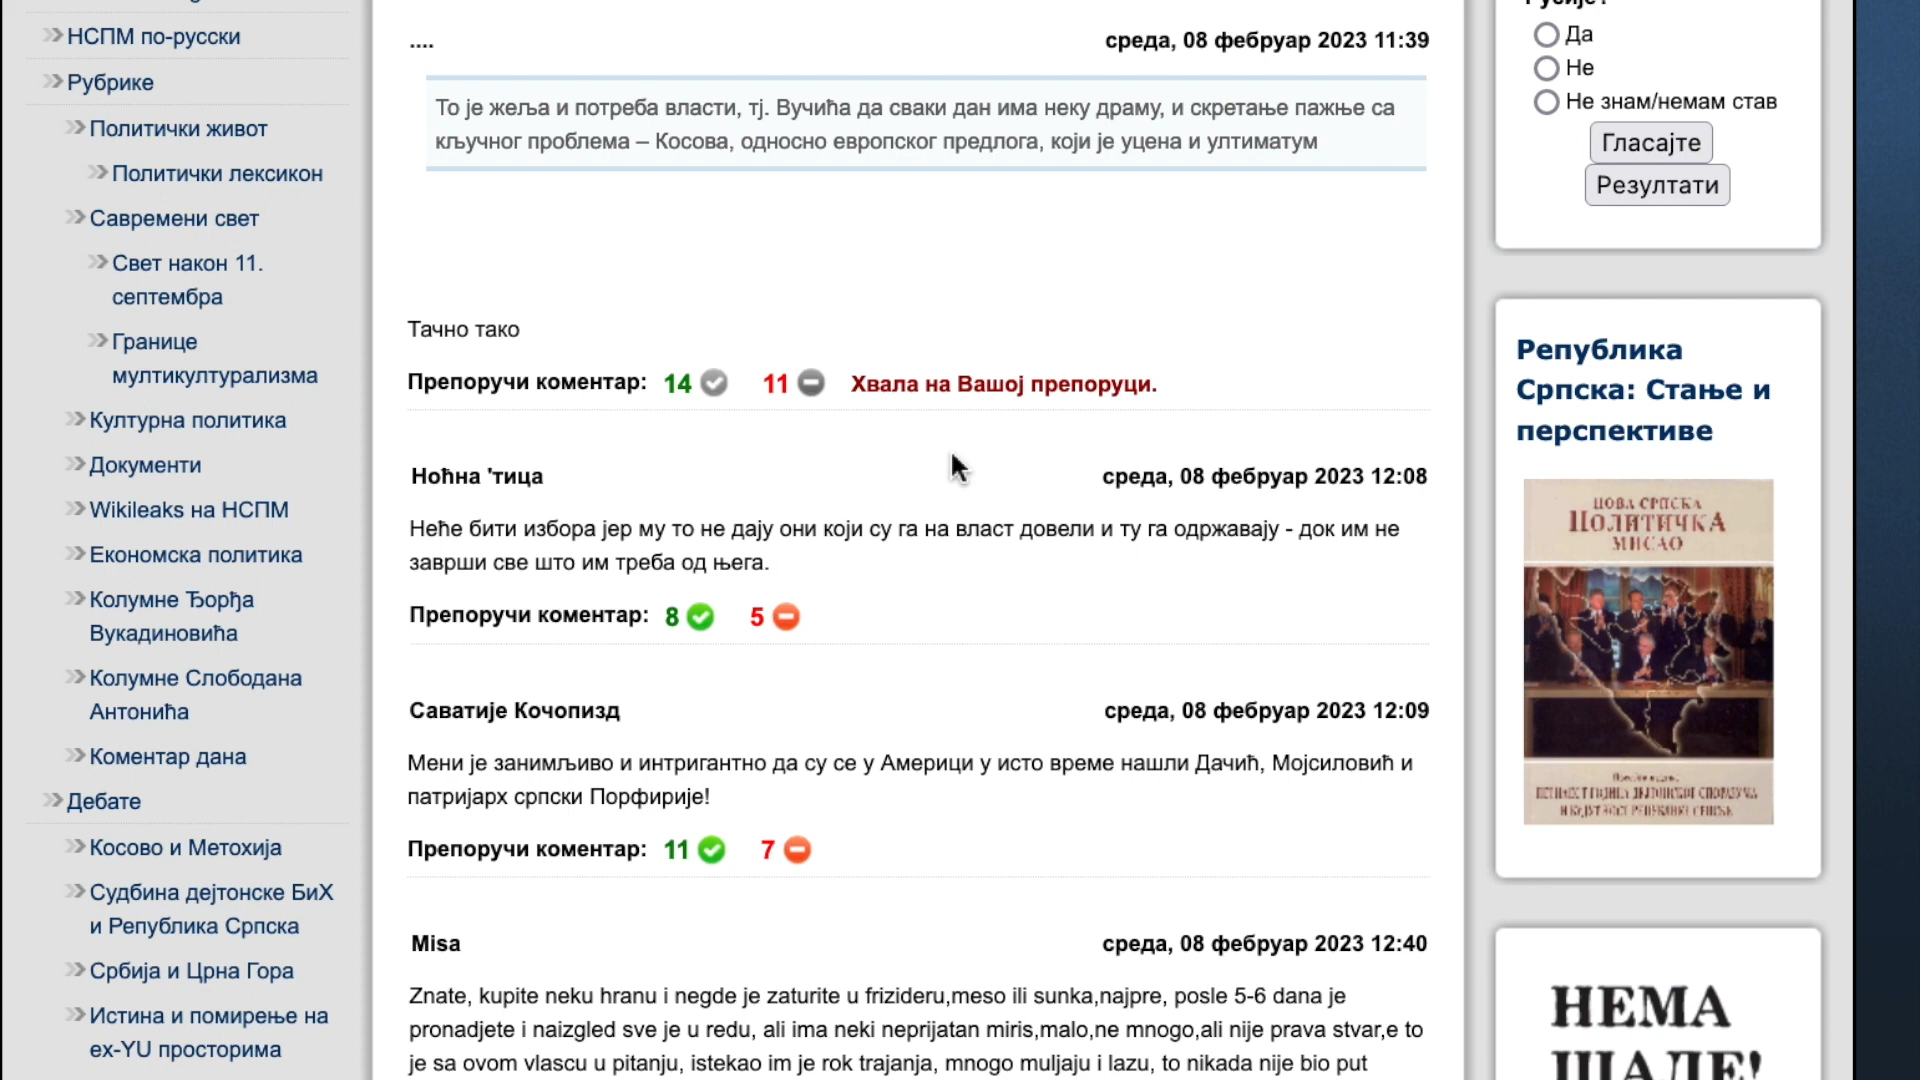 НСПМ по-русски
Рубрике
Политички живот
Политички лексикон
Савремени свет
Свет након 11.
септембра
Границе
мултикултурализма
Културна политика
Документи
Wikileaks на НСПМ
Економска политика
Колумне Ђорђа
Вукадиновића
Колумне Слободана
Антонића
Коментар дана
Дебате
Косово и Метохија
Судбина дејтонске БиХ
и Република Српска
Србија и Црна Гора
Истина и помирење на
ex-YU просторима
.... среда, 08 фебруар 2023 11:39
То је жеља и потреба власти, тј. Вучића да сваки дан има неку драму, и скретање пажње са
кључног проблема – Косова, односно европског предлога, који је уцена и ултиматум
Тачно тако
Препоручи коментар: 14 11 Хвала на Вашој препоруци.
Ноћна 'тица среда, 08 фебруар 2023 12:08
Неће бити избора јер му то не дају они који су га на власт довели и ту га одржавају - док им не
заврши све што им треба од њега.
Препоручи коментар: 8 5
Саватије Кочопизд среда, 08 фебруар 2023 12:09
Мени је занимљиво и интригантно да су се у Америци у исто време нашли Дачић, Мојсиловић и
патријарх српски Порфирије!
Препоручи коментар: 11 7
Misa среда, 08 фебруар 2023 12:40
Znate, kupite neku hranu i negde je zaturite u frizideru,meso ili sunka,najpre, posle 5-6 dana je
pronadjete i naizgled sve je u redu, ali ima neki neprijatan miris,malo,ne mnogo,ali nije prava stvar,e to
je sa ovom vlascu u pitanju, istekao im je rok trajanja, mnogo muljaju i lazu, to nikada nije bio put
Да
Не
Не знам/немам став
Гласајте
Резултати
Република
Српска: Стање и
перспективе
НОВА СРПСКА
ПОЛИТИЧКА
МИСАО
ПЕТНАЕСТ ГОДИНА ДЕЈТОНСКОГ СПОРАЗУМА
И БУДУЋНОСТ РЕПУБЛИКЕ СРПСКЕ
НЕМА
ШАЛЕ!